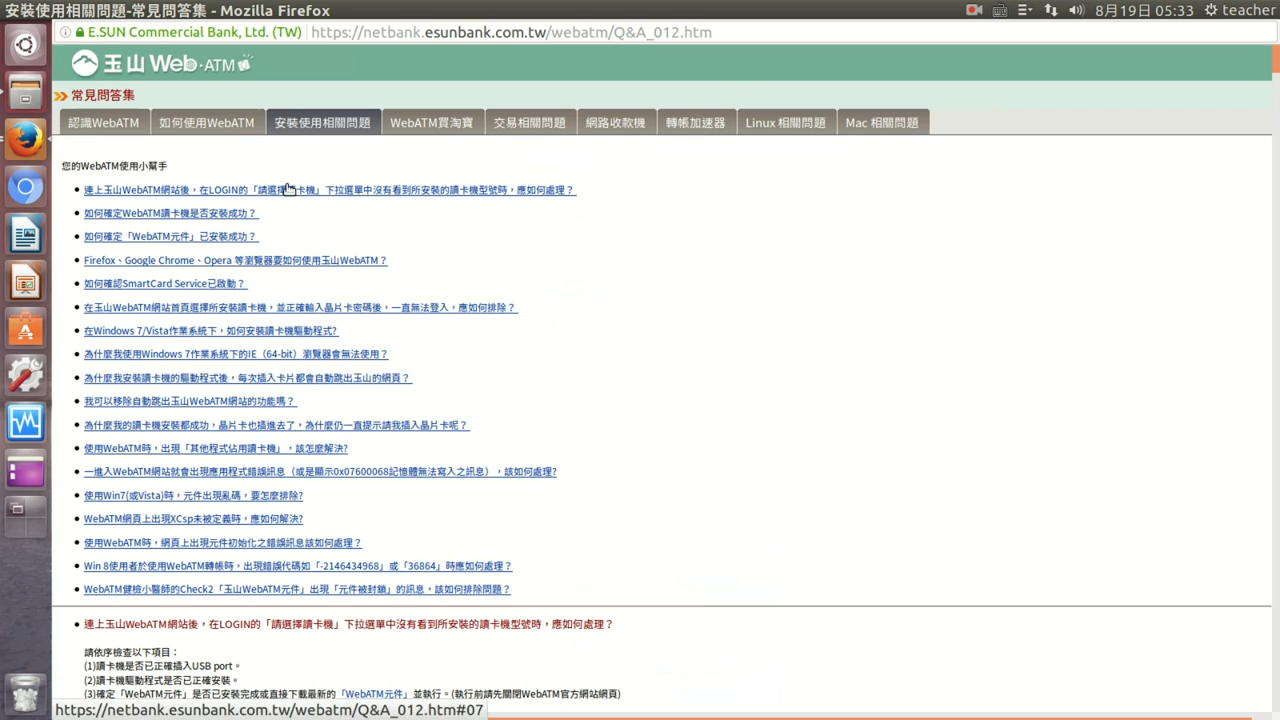 安裝使用相關問題-常見問答集 - Mozilla Firefox
8月19日 05:33
teacher
E.SUN Commercial Bank, Ltd. (TW)
https://netbank.esunbank.com.tw/webatm/Q&A_012.htm
玉山Web-ATM
常見問答集
認識WebATM
如何使用WebATM
安裝使用相關問題
WebATM買淘寶
交易相關問題
網路收款機
轉帳加速器
Linux 相關問題
Mac 相關問題
您的WebATM使用小幫手
連上玉山WebATM網站後，在LOGIN的「請選擇讀卡機」下拉選單中沒有看到所安裝的讀卡機型號時，應如何處理？
如何確定WebATM讀卡機是否安裝成功？
如何確定「WebATM元件」已安裝成功？
Firefox、Google Chrome、Opera 等瀏覽器要如何使用玉山WebATM？
如何確認SmartCard Service已啟動？
在玉山WebATM網站首頁選擇所安裝讀卡機，並正確輸入晶片卡密碼後，一直無法登入，應如何排除？
在Windows 7/Vista作業系統下，如何安裝讀卡機驅動程式?
為什麼我使用Windows 7作業系統下的IE（64-bit）瀏覽器會無法使用？
為什麼我安裝讀卡機的驅動程式後，每次插入卡片都會自動跳出玉山的網頁？
我可以移除自動跳出玉山WebATM網站的功能嗎？
為什麼我的讀卡機安裝都成功，晶片卡也插進去了，為什麼仍一直提示請我插入晶片卡呢？
使用WebATM時，出現「其他程式佔用讀卡機」，該怎麼解決?
一進入WebATM網站就會出現應用程式錯誤訊息（或是顯示0x07600068記憶體無法寫入之訊息），該如何處理?
使用Win7(或Vista)時，元件出現亂碼，要怎麼排除?
WebATM網頁上出現XCsp未被定義時，應如何解決?
使用WebATM時，網頁上出現元件初始化之錯誤訊息該如何處理？
Win 8使用者於使用WebATM轉帳時，出現錯誤代碼如「-2146434968」或「36864」時應如何處理？
WebATM健檢小醫師的Check2「玉山WebATM元件」出現「元件被封鎖」的訊息，該如何排除問題？
連上玉山WebATM網站後，在LOGIN的「請選擇讀卡機」下拉選單中沒有看到所安裝的讀卡機型號時，應如何處理？
請依序檢查以下項目：
(1)讀卡機是否已正確插入USB port。
(2)讀卡機驅動程式是否已正確安裝。
(3)確定「WebATM元件」是否已安裝完成或直接下載最新的「WebATM元件」並執行。(執行前請先關閉WebATM官方網站網頁)
https://netbank.esunbank.com.tw/webatm/Q&A_012.htm#07